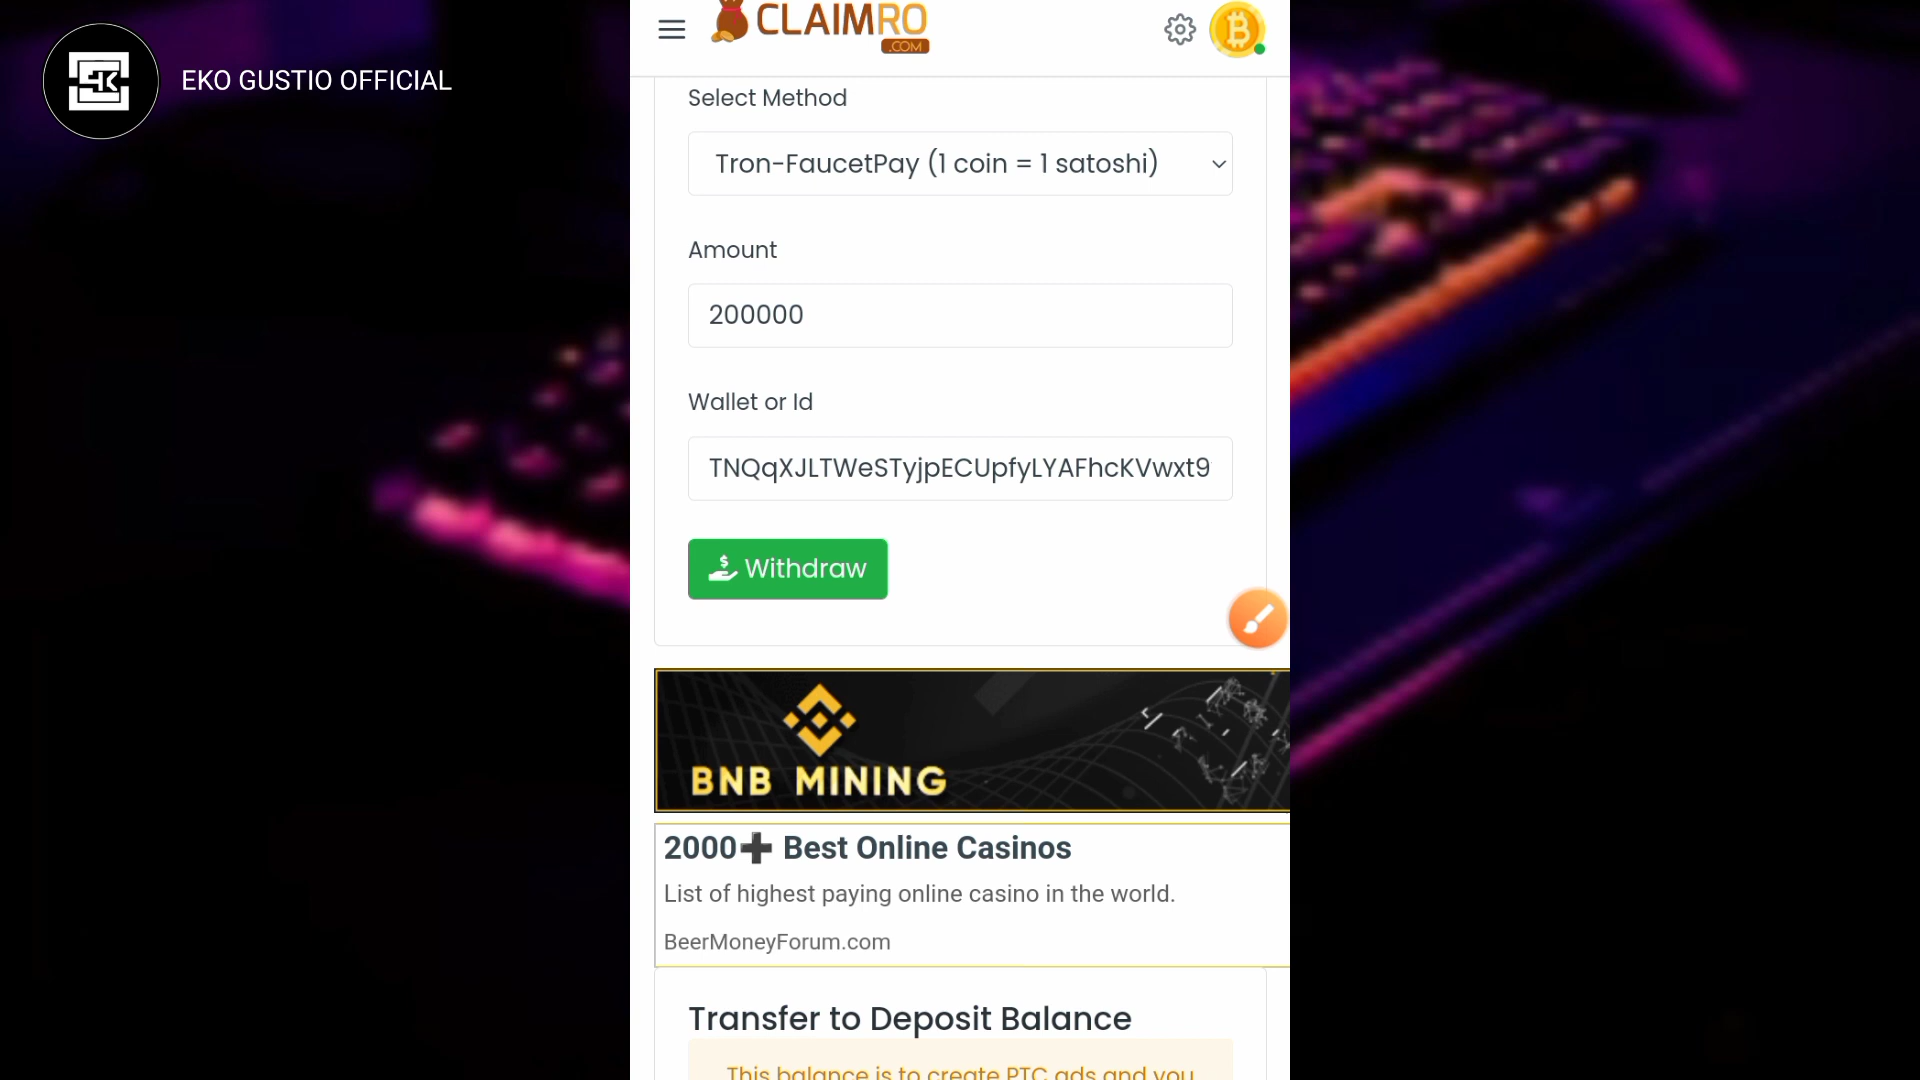 EKO GUSTIO OFFICIAL
CLAIMRO
.COM
Select Method
Tron-FaucetPay (1 coin = 1 satoshi)
Amount
200000
Wallet or Id
TNQqXJLTWeSTyjpECUpfyLYAFhcKVwxt9
Withdraw
BNB MINING
2000➕ Best Online Casinos
List of highest paying online casino in the world.
BeerMoneyForum.com
Transfer to Deposit Balance
This balance is to create PTC ads and you